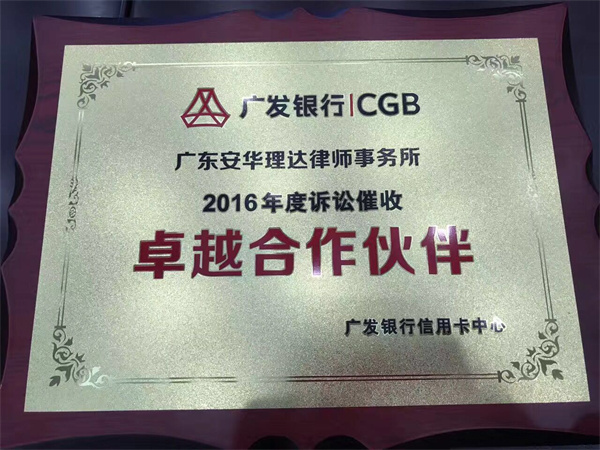 广发银行|CGB
广东安华理达律师事务所
2016年度诉讼催收
卓越合作伙伴
广发银行信用卡中心